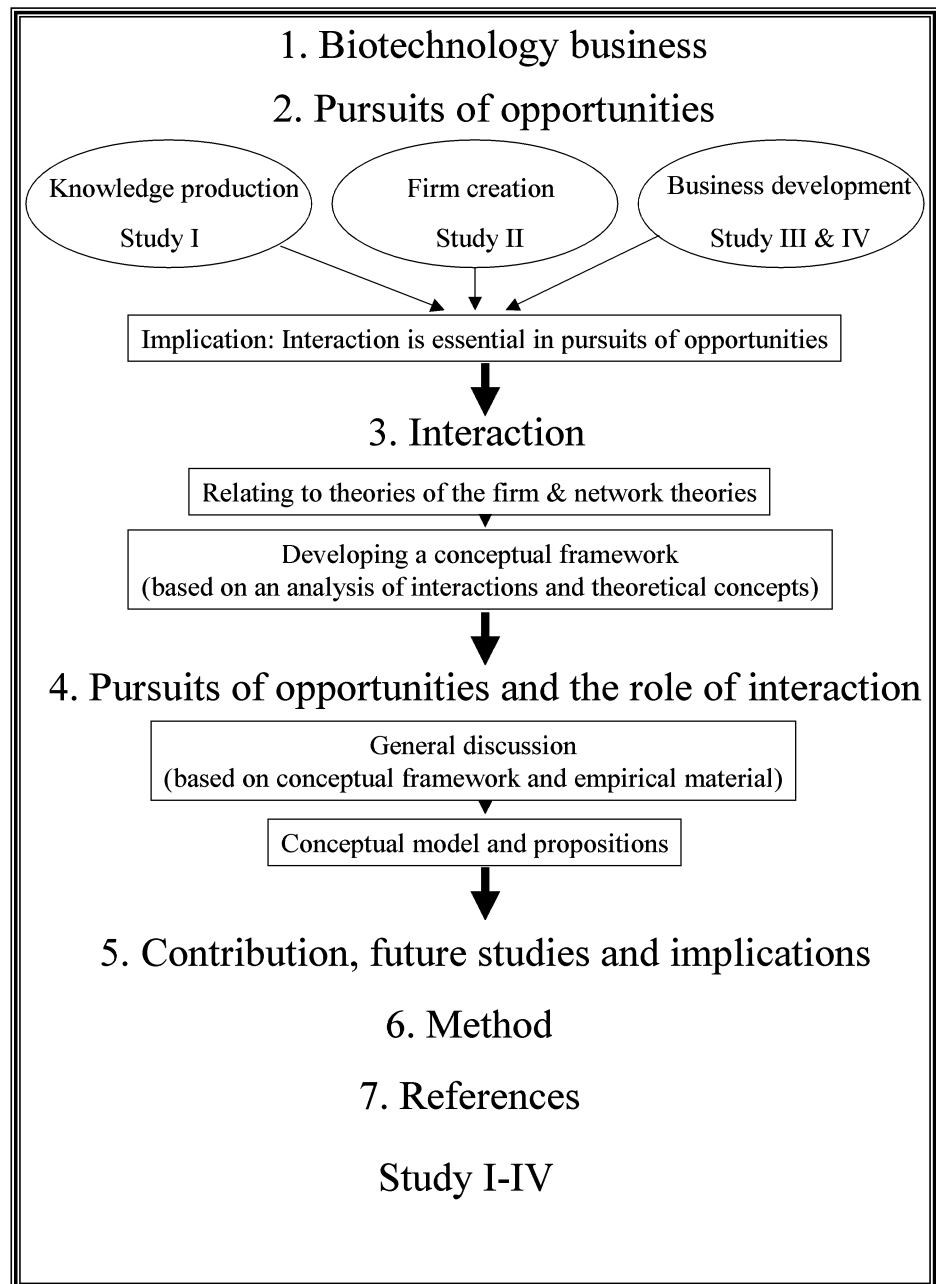 1. Biotechnology business
2. Pursuits of opportunities
Knowledge production
Study I
Firm creation
Study II
Business development
Study III & IV
Implication: Interaction is essential in pursuits of opportunities
3. Interaction
Relating to theories of the firm & network theories
Developing a conceptual framework
(based on an analysis of interactions and theoretical concepts)
4. Pursuits of opportunities and the role of interaction
General discussion
(based on conceptual framework and empirical material)
Conceptual model and propositions
5. Contribution, future studies and implications
6. Method
7. References
Study I-IV